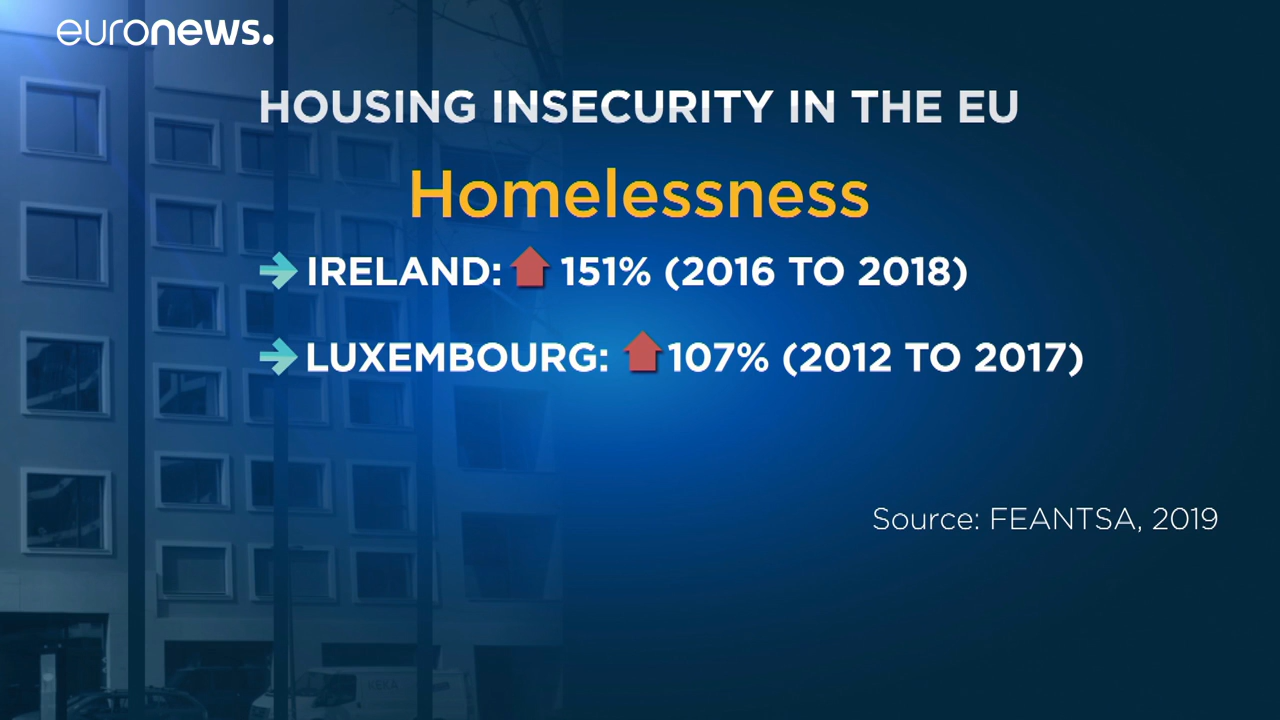 euronews.
HOUSING INSECURITY IN THE EU
Homelessness
IRELAND: 151% (2016 TO 2018)
LUXEMBOURG: 107% (2012 TO 2017)
Source: FEANTSA, 2019